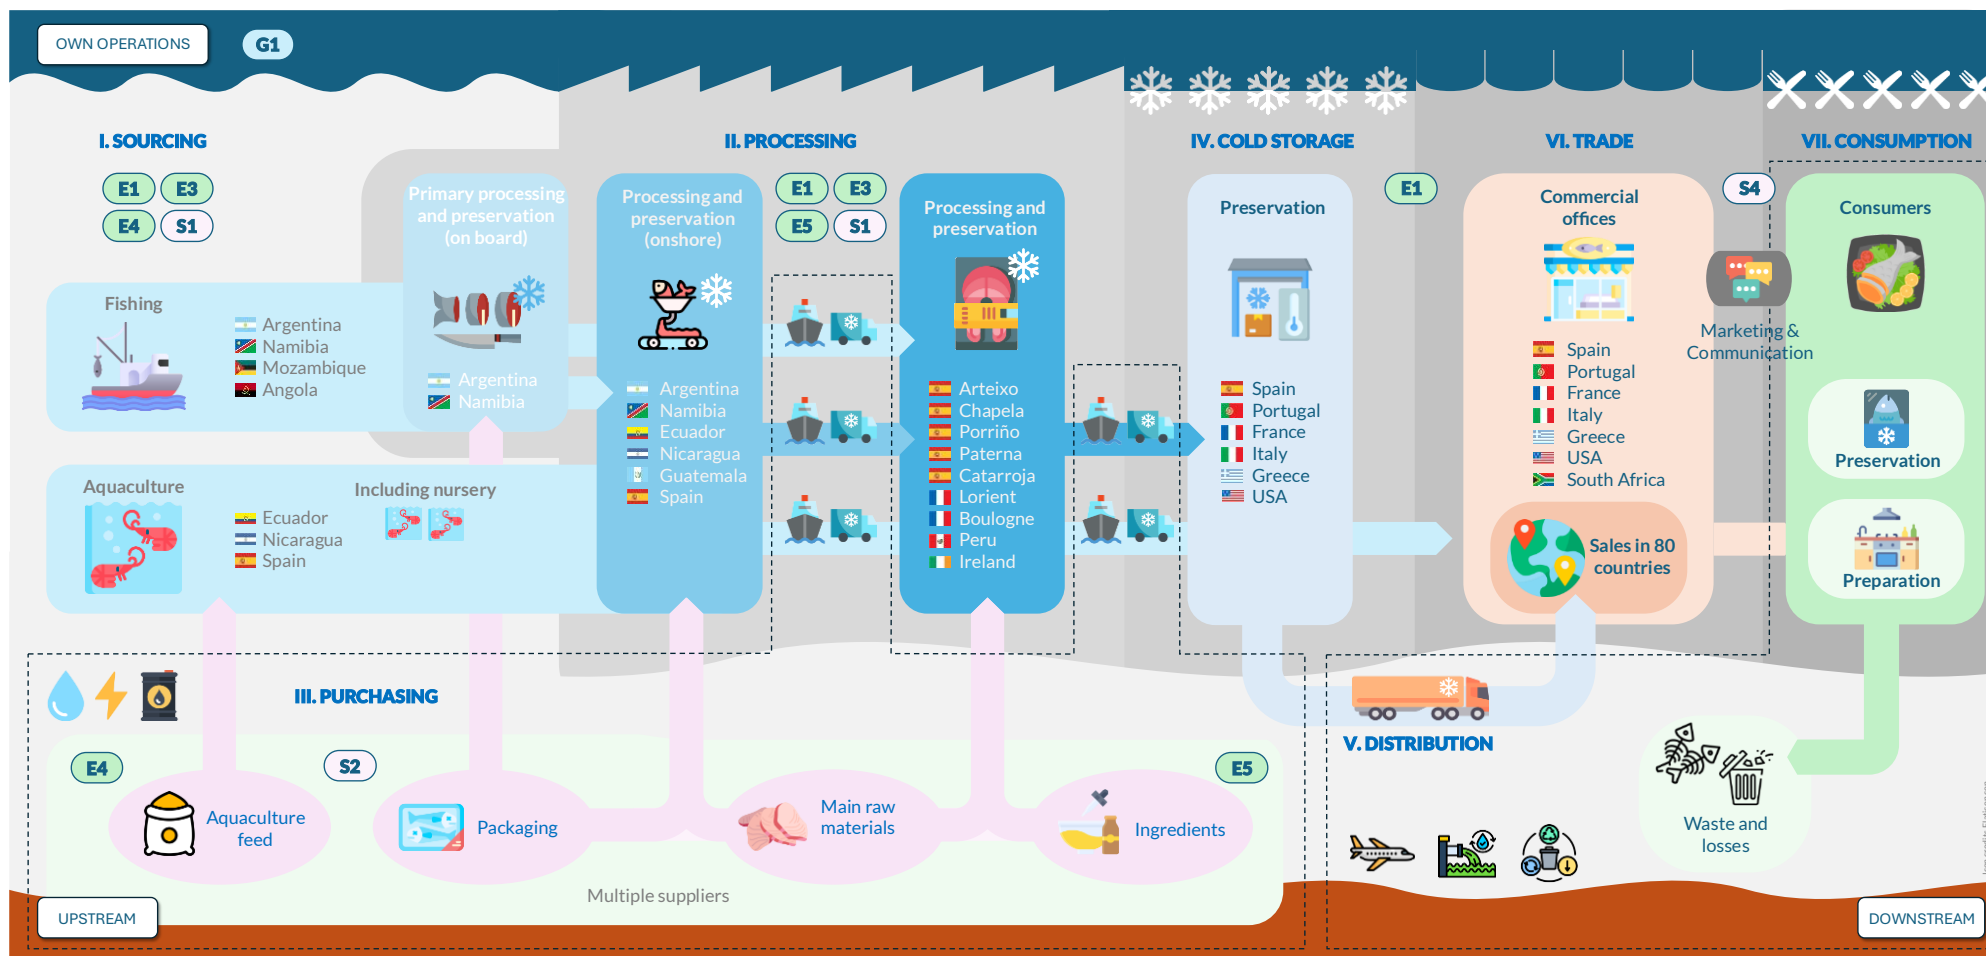 OWN OPERATIONS
G1
I. SOURCING
E1
E3
E4
S1
Fishing
Argentina
Namibia
Mozambique
Angola
Aquaculture
Ecuador
Nicaragua
Spain
Including nursery
II. PROCESSING
Primary processing
and preservation
(on board)
Argentina
Namibia
Processing and
preservation
(onshore)
Argentina
Namibia
Ecuador
Nicaragua
Guatemala
Spain
E1
E3
E5
S1
Processing and
preservation
Arteixo
Chapela
Porriño
Paterna
Catarroja
Lorient
Boulogne
Peru
Ireland
IV. COLD STORAGE
Preservation
Spain
Portugal
France
Italy
Greece
USA
E1
VI. TRADE
Commercial
offices
Spain
Portugal
France
Italy
Greece
USA
South Africa
Sales in 80
countries
S4
Marketing &
Communication
VII. CONSUMPTION
Consumers
Preservation
Preparation
III. PURCHASING
E4
S2
E5
Aquaculture
feed
Packaging
Main raw
materials
Ingredients
Multiple suppliers
UPSTREAM
V. DISTRIBUTION
Waste and
losses
DOWNSTREAM